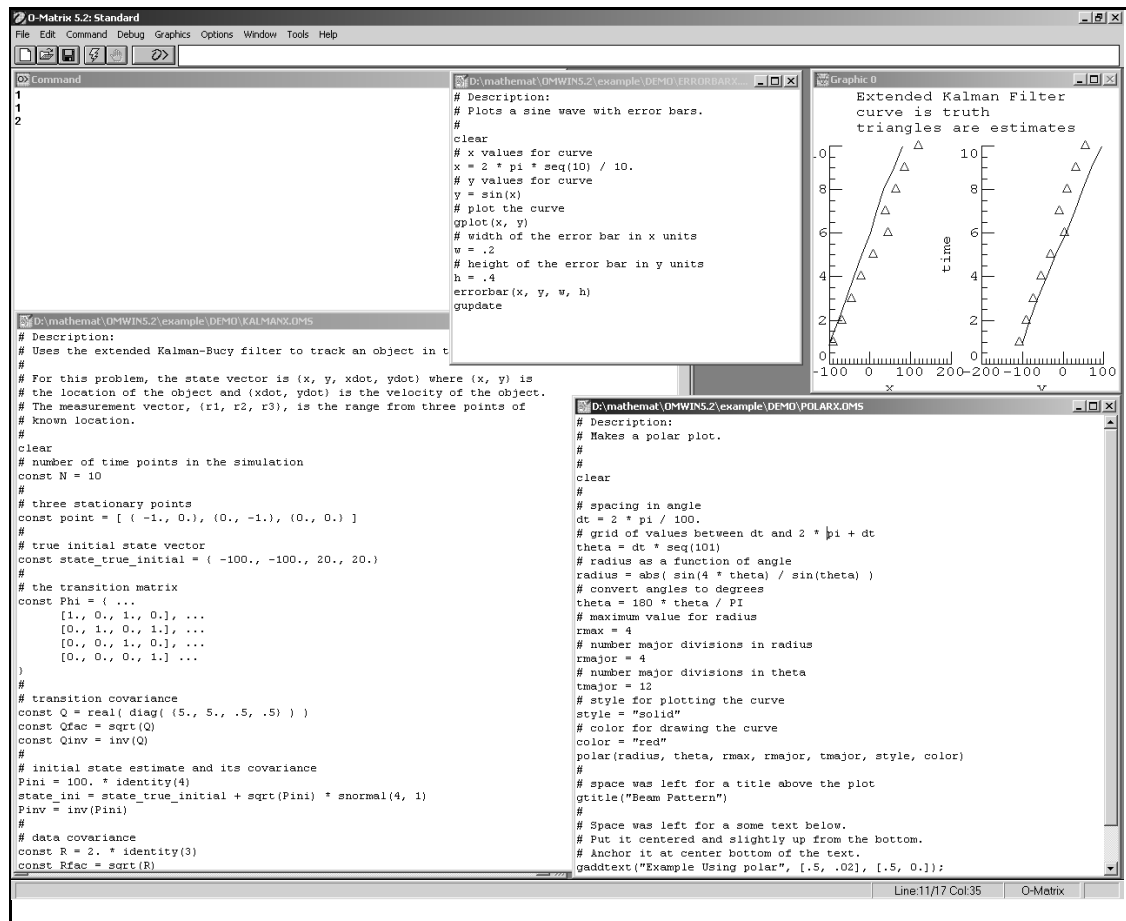 O-Matrix 5.2: Standard
File Edit Command Debug Graphics Options Window Tools Help
Command
1
1
2
D:\mathemat\OMWIN5.2\example\DEMO\ERRORBARX...
# Description:
# Plots a sine wave with error bars.
#
clear
# x values for curve
x = 2 * pi * seq(10) / 10.
# y values for curve
y = sin(x)
# plot the curve
gplot(x, y)
# width of the error bar in x units
w = .2
# height of the error bar in y units
h = .4
errorbar(x, y, w, h)
gupdate
Graphic 0
Extended Kalman Filter
curve is truth
triangles are estimates
.0
8
6
4
2
0
-100 0 100 200
x
time
10
8
6
4
2
0
-200 -100 0 100
Y
D:\mathemat\OMWIN5.2\example\DEMO\KALMANX.OMS
# Description:
# Uses the extended Kalman-Bucy filter to track an object in t
#
# For this problem, the state vector is (x, y, xdot, ydot) where (x, y) is
# the location of the object and (xdot, ydot) is the velocity of the object.
# The measurement vector, (r1, r2, r3), is the range from three points of
# known location.
#
clear
# number of time points in the simulation
const N = 10
#
# three stationary points
const point = [ { -1., 0.}, {0., -1.}, {0., 0.} ]
#
# true initial state vector
const state_true_initial = { -100., -100., 20., 20.}
#
# the transition matrix
const Phi = { ...
[1., 0., 1., 0.], ...
[0., 1., 0., 1.], ...
[0., 0., 1., 0.], ...
[0., 0., 0., 1.] ...
}
#
# transition covariance
const Q = real( diag( {5., 5., .5, .5} ) )
const Qfac = sqrt(Q)
const Qinv = inv(Q)
#
# initial state estimate and its covariance
Pini = 100. * identity(4)
state_ini = state_true_initial + sqrt(Pini) * snormal(4, 1)
Pinv = inv(Pini)
#
# data covariance
const R = 2. * identity(3)
const Rfac = sqrt(R)
D:\mathemat\OMWIN5.2\example\DEMO\POLARX.OMS
# Description:
# Makes a polar plot.
#
#
clear
#
# spacing in angle
dt = 2 * pi / 100.
# grid of values between dt and 2 * pi + dt
theta = dt * seq(101)
# radius as a function of angle
radius = abs( sin(4 * theta) / sin(theta) )
# convert angles to degrees
theta = 180 * theta / PI
# maximum value for radius
rmax = 4
# number major divisions in radius
rmajor = 4
# number major divisions in theta
tmajor = 12
# style for plotting the curve
style = "solid"
# color for drawing the curve
color = "red"
polar(radius, theta, rmax, rmajor, tmajor, style, color)
#
# space was left for a title above the plot
gtitle("Beam Pattern")
#
# Space was left for a some text below.
# Put it centered and slightly up from the bottom.
# Anchor it at center bottom of the text.
gaddtext("Example Using polar", [.5, .02], [.5, 0.]);
Line:11/17 Col:35
O-Matrix